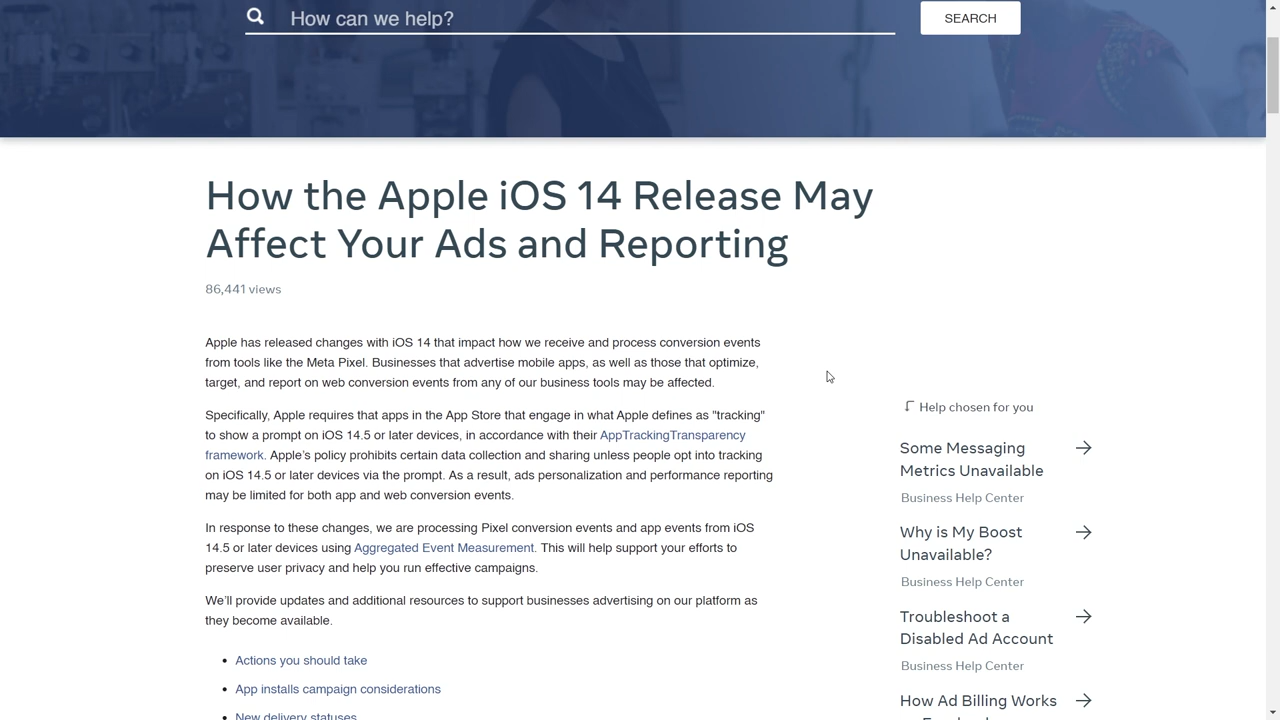 How can we help?
SEARCH
How the Apple iOS 14 Release May
Affect Your Ads and Reporting
86,441 views
Apple has released changes with iOS 14 that impact how we receive and process conversion events
from tools like the Meta Pixel. Businesses that advertise mobile apps, as well as those that optimize,
target, and report on web conversion events from any of our business tools may be affected.
Specifically, Apple requires that apps in the App Store that engage in what Apple defines as "tracking"
to show a prompt on iOS 14.5 or later devices, in accordance with their AppTrackingTransparency
framework. Apple's policy prohibits certain data collection and sharing unless people opt into tracking
on iOS 14.5 or later devices via the prompt. As a result, ads personalization and performance reporting
may be limited for both app and web conversion events.
In response to these changes, we are processing Pixel conversion events and app events from iOS
14.5 or later devices using Aggregated Event Measurement. This will help support your efforts to
preserve user privacy and help you run effective campaigns.
We'll provide updates and additional resources to support businesses advertising on our platform as
they become available.
• Actions you should take
• App installs campaign considerations
New delivery statuses
Help chosen for you
Some Messaging
Metrics Unavailable
Business Help Center
Why is My Boost
Unavailable?
Business Help Center
Troubleshoot a
Disabled Ad Account
Business Help Center
How Ad Billing Works